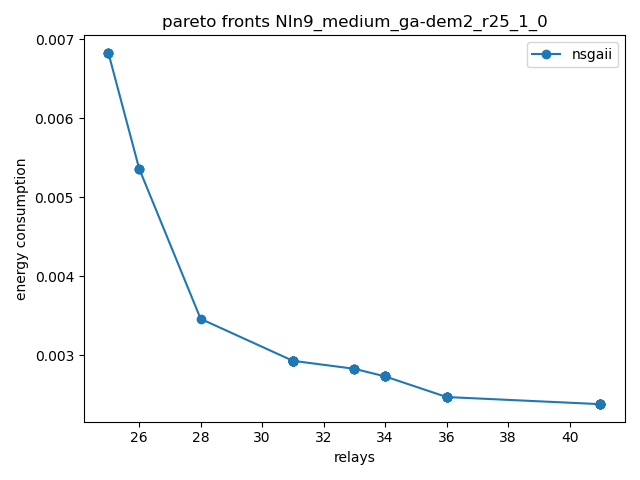 pareto fronts NIn9_medium_ga-dem2_r25_1_0
nsgaii
0.007
0.006
0.005
0.004
0.003
energy consumption
26 28 30 32 34 36 38 40
relays